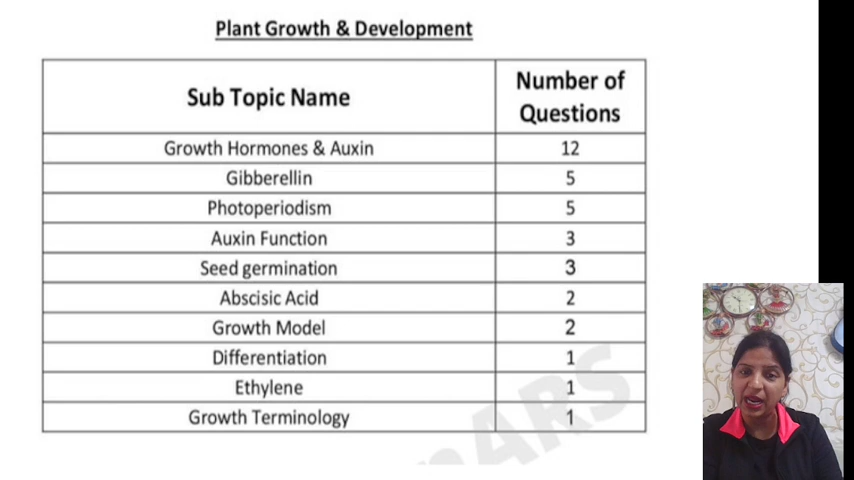 Plant Growth & Development
Sub Topic Name Number of Questions
Growth Hormones & Auxin 12
Gibberellin 5
Photoperiodism 5
Auxin Function 3
Seed germination 3
Abscisic Acid 2
Growth Model 2
Differentiation 1
Ethylene 1
Growth Terminology 1